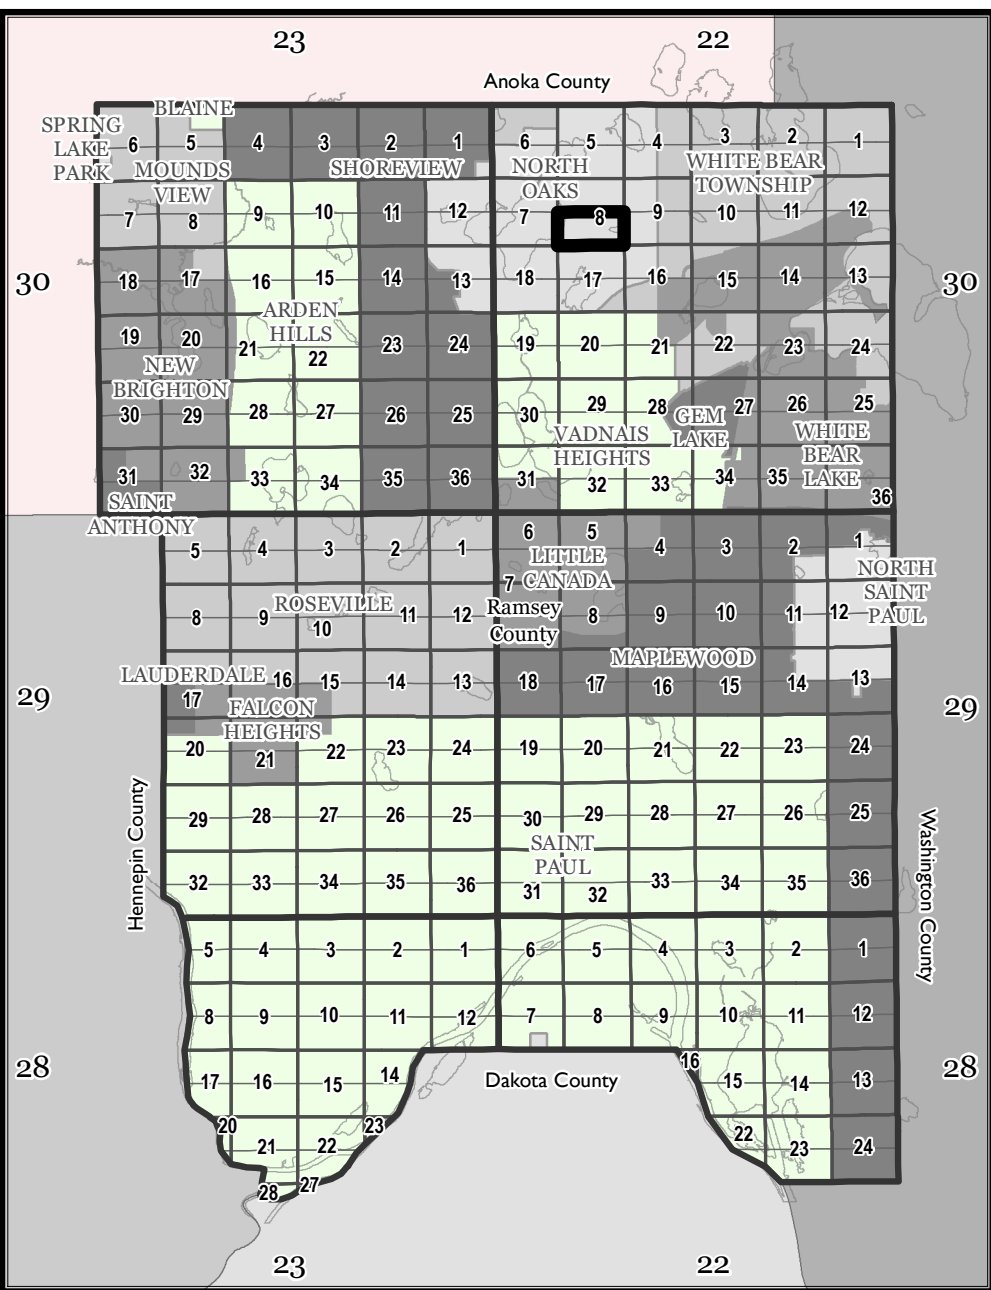 23 22
Anoka County
BLAINE
SPRING
LAKE
PARK
6 5 4 3 2 1 6 5 4 3 2 1
MOUNDS
VIEW
SHOREVIEW
NORTH
OAKS
WHITE BEAR
TOWNSHIP
7 8 9 10 11 12 7 8 9 10 11 12
30 18 17 16 15 14 13 18 17 16 15 14 13 30
ARDEN
HILLS
19 20 21 22 23 24 19 20 21 22 23 24
NEW
BRIGHTON
30 29 28 27 26 25 30 29 28 27 26 25
VADNAIS
HEIGHTS
GEM
LAKE
WHITE
BEAR
LAKE
31 32 33 34 35 36 31 32 33 34 35 36
SAINT
ANTHONY
5 4 3 2 1 6 5 4 3 2 1
LITTLE
CANADA
NORTH
SAINT
PAUL
8 9 10 11 12 7 8 9 10 11 12
ROSEVILLE
Ramsey
County
MAPLEWOOD
LAUDERDALE
29 17 16 15 14 13 18 17 16 15 14 13 29
FALCON
HEIGHTS
20 21 22 23 24 19 20 21 22 23 24
Hennepin County
29 28 27 26 25 30 29 28 27 26 25
Washington County
SAINT
PAUL
32 33 34 35 36 31 32 33 34 35 36
5 4 3 2 1 6 5 4 3 2 1
8 9 10 11 12 7 8 9 10 11 12
28 17 16 15 14 16 15 14 13 28
Dakota County
20 21 22 23 22 23 24
28 27
23 22